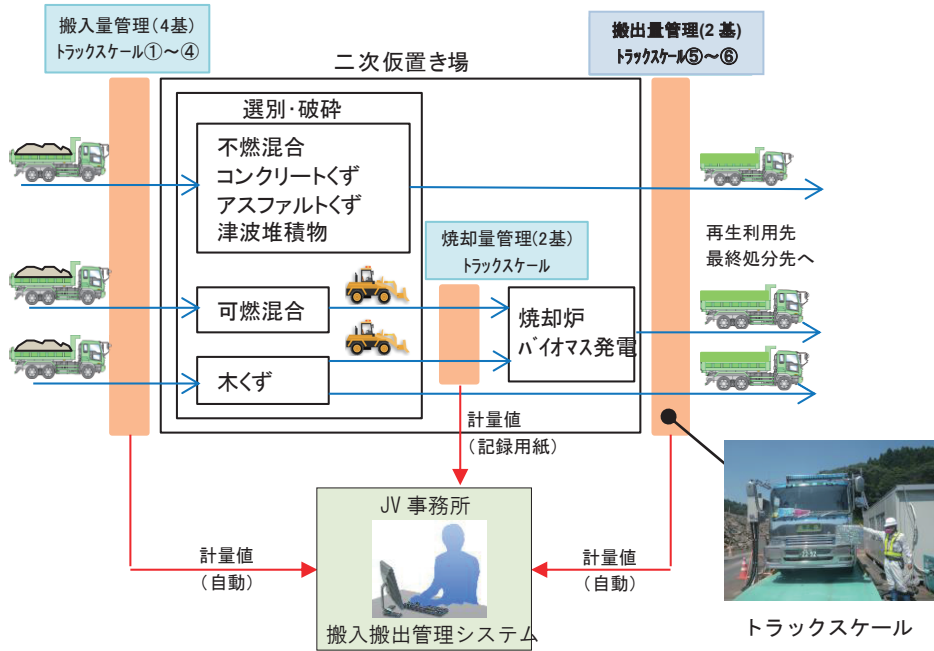 搬入量管理(4基)
トラックスケール①～④
搬出量管理(2基)
トラックスケール⑤～⑥
二次仮置き場
選別・破砕
不燃混合
コンクリートくず
アスファルトくず
津波堆積物
焼却量管理(2基)
トラックスケール
再生利用先
最終処分先へ
可燃混合
焼却炉
バイオマス発電
木くず
計量値
(記録用紙)
JV事務所
計量値
(自動)
計量値
(自動)
搬入搬出管理システム
トラックスケール